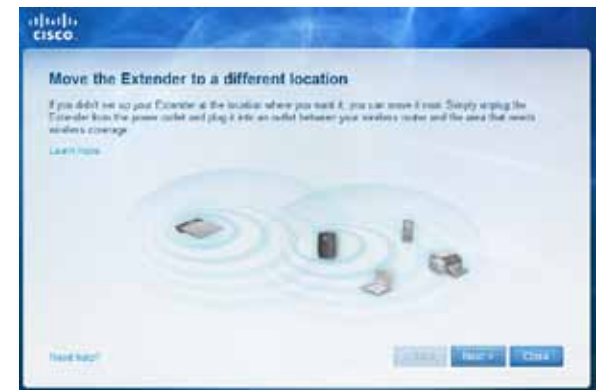 CISCO
Move the Extender to a different location
If you didn't set up your Extender at the location where you want it, you can move it now. Simply unplug the
Extender from the power outlet and plug it into an outlet between your wireless router and the area that needs
wireless coverage.
Learn more
Need help?
Next >
Close